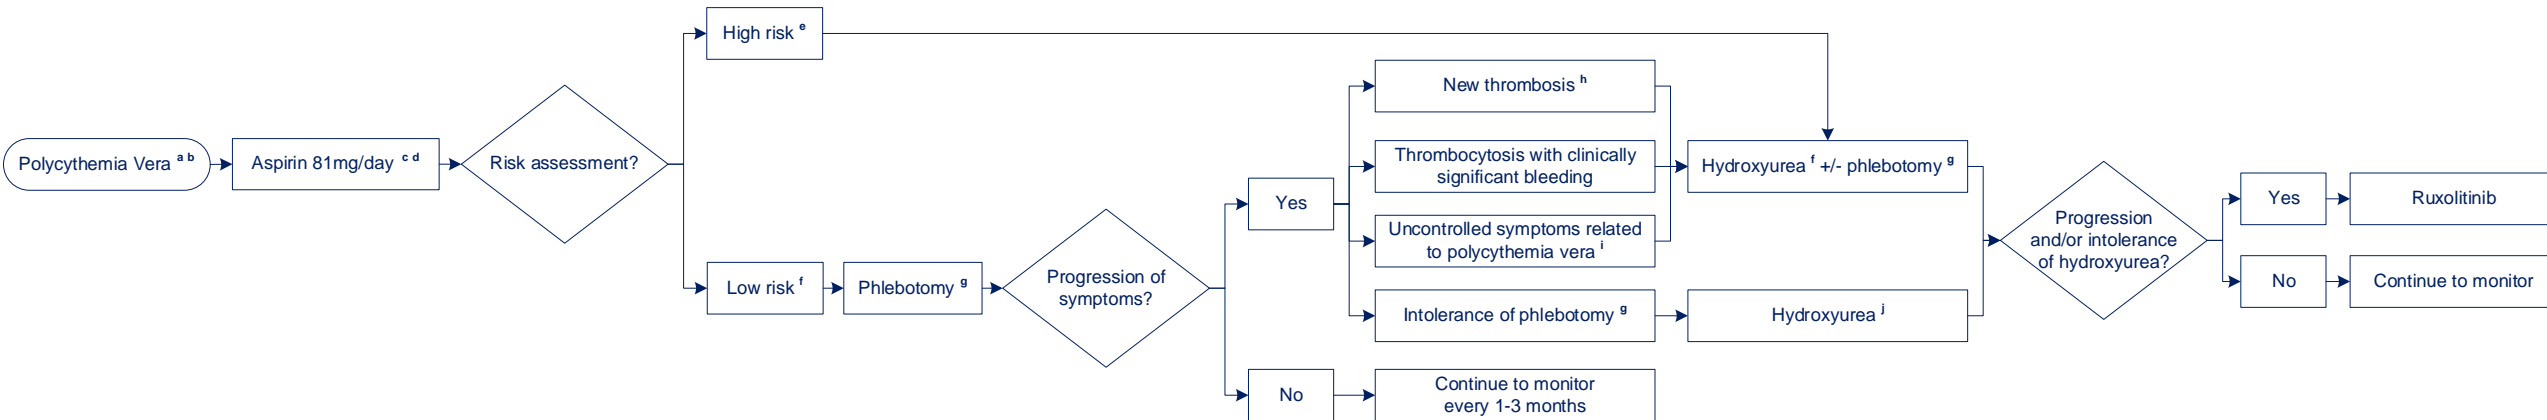 Polycythemia Vera a b
Aspirin 81mg/day c d
Risk assessment?
High risk e
Low risk f
Phlebotomy g
Progression of
symptoms?
Yes
New thrombosis h
Thrombocytosis with clinically
significant bleeding
Uncontrolled symptoms related
to polycythemia vera i
Intolerance of phlebotomy g
No
Continue to monitor
every 1-3 months
Hydroxyurea f +/- phlebotomy g
Hydroxyurea j
Progression
and/or intolerance
of hydroxyurea?
Yes
Ruxolitinib
No
Continue to monitor